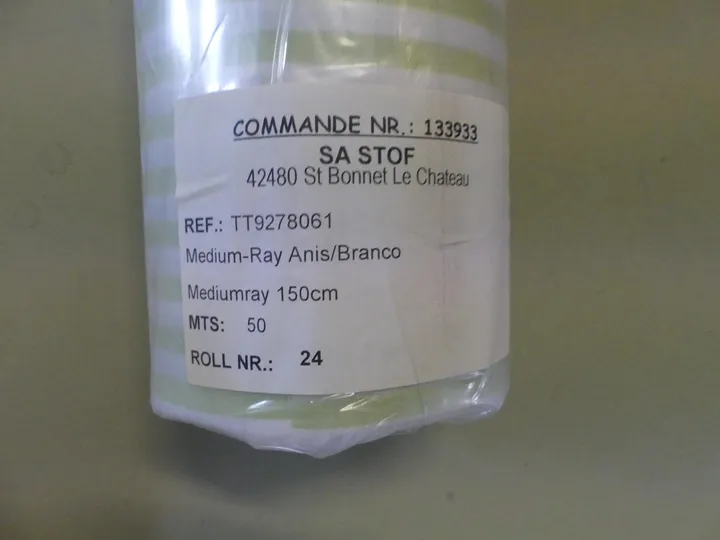 COMMANDE NR.: 133933
SA STOF
42480 St Bonnet Le Chateau
REF.: TT9278061
Medium-Ray Anis/Branco
Mediumray 150cm
MTS: 50
ROLL NR.: 24